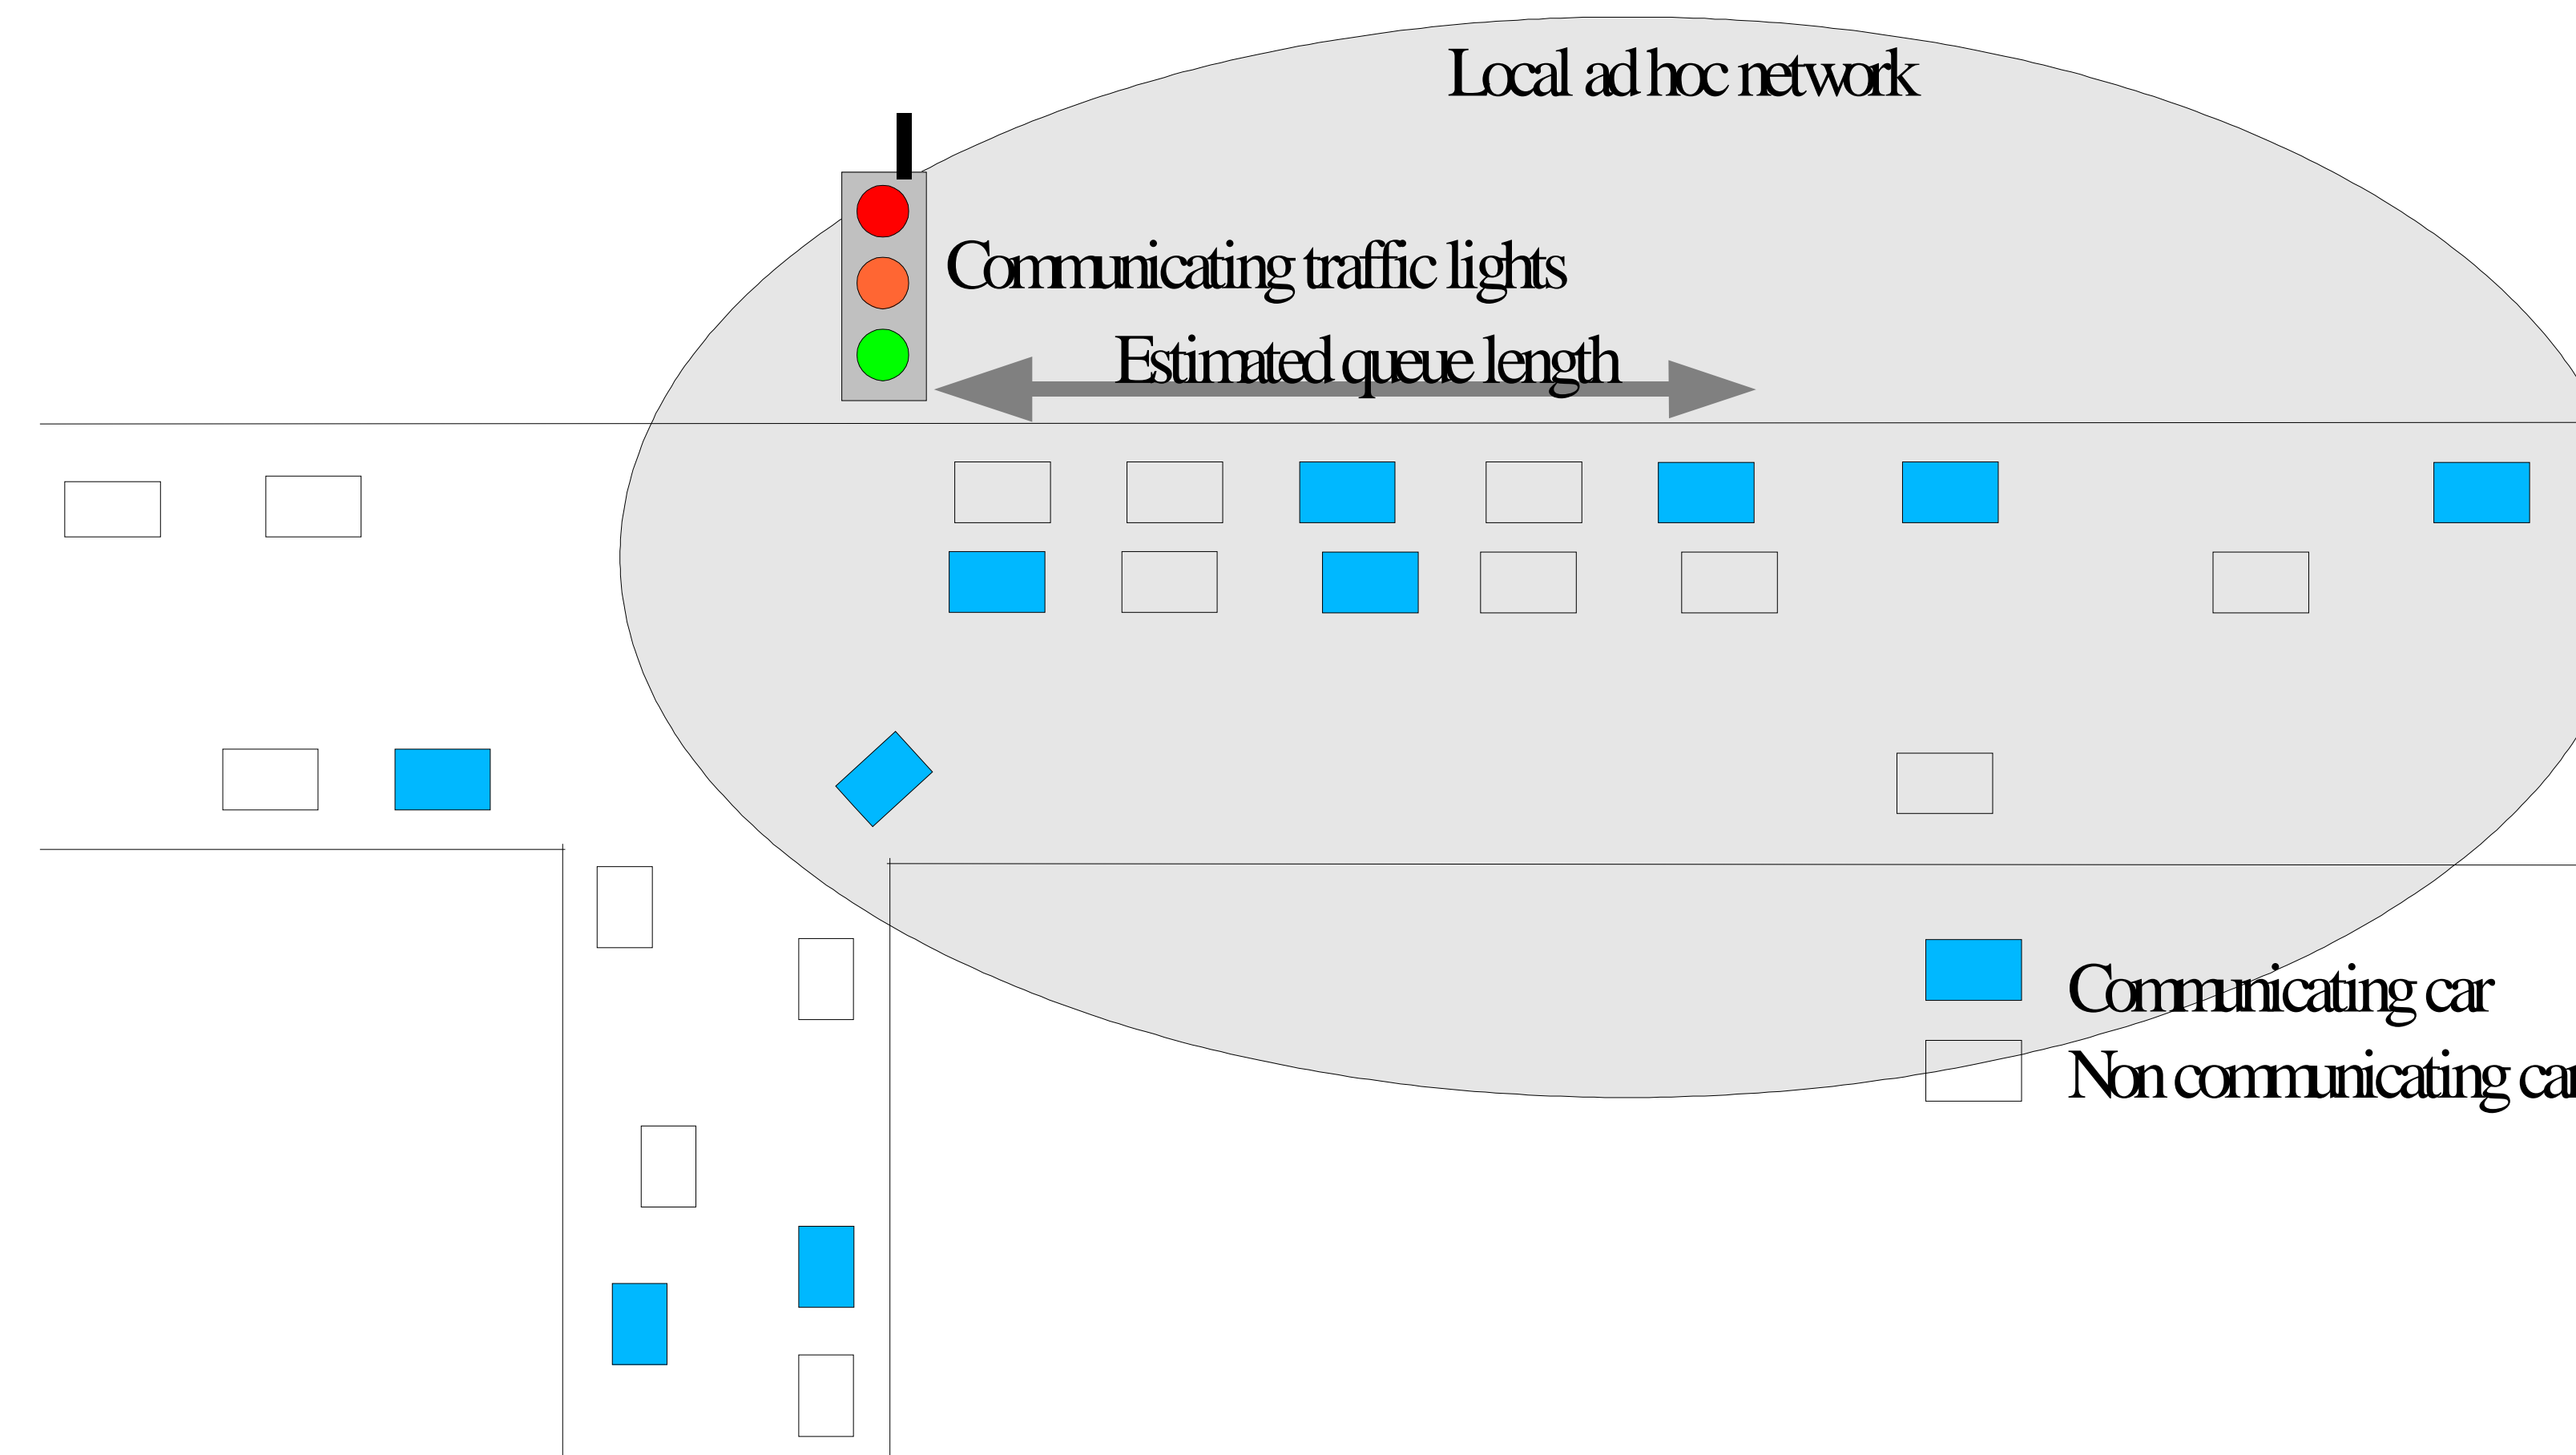 Local ad hoc network
Communicating traffic lights
Estimated queue length
Communicating car
Non communicating car